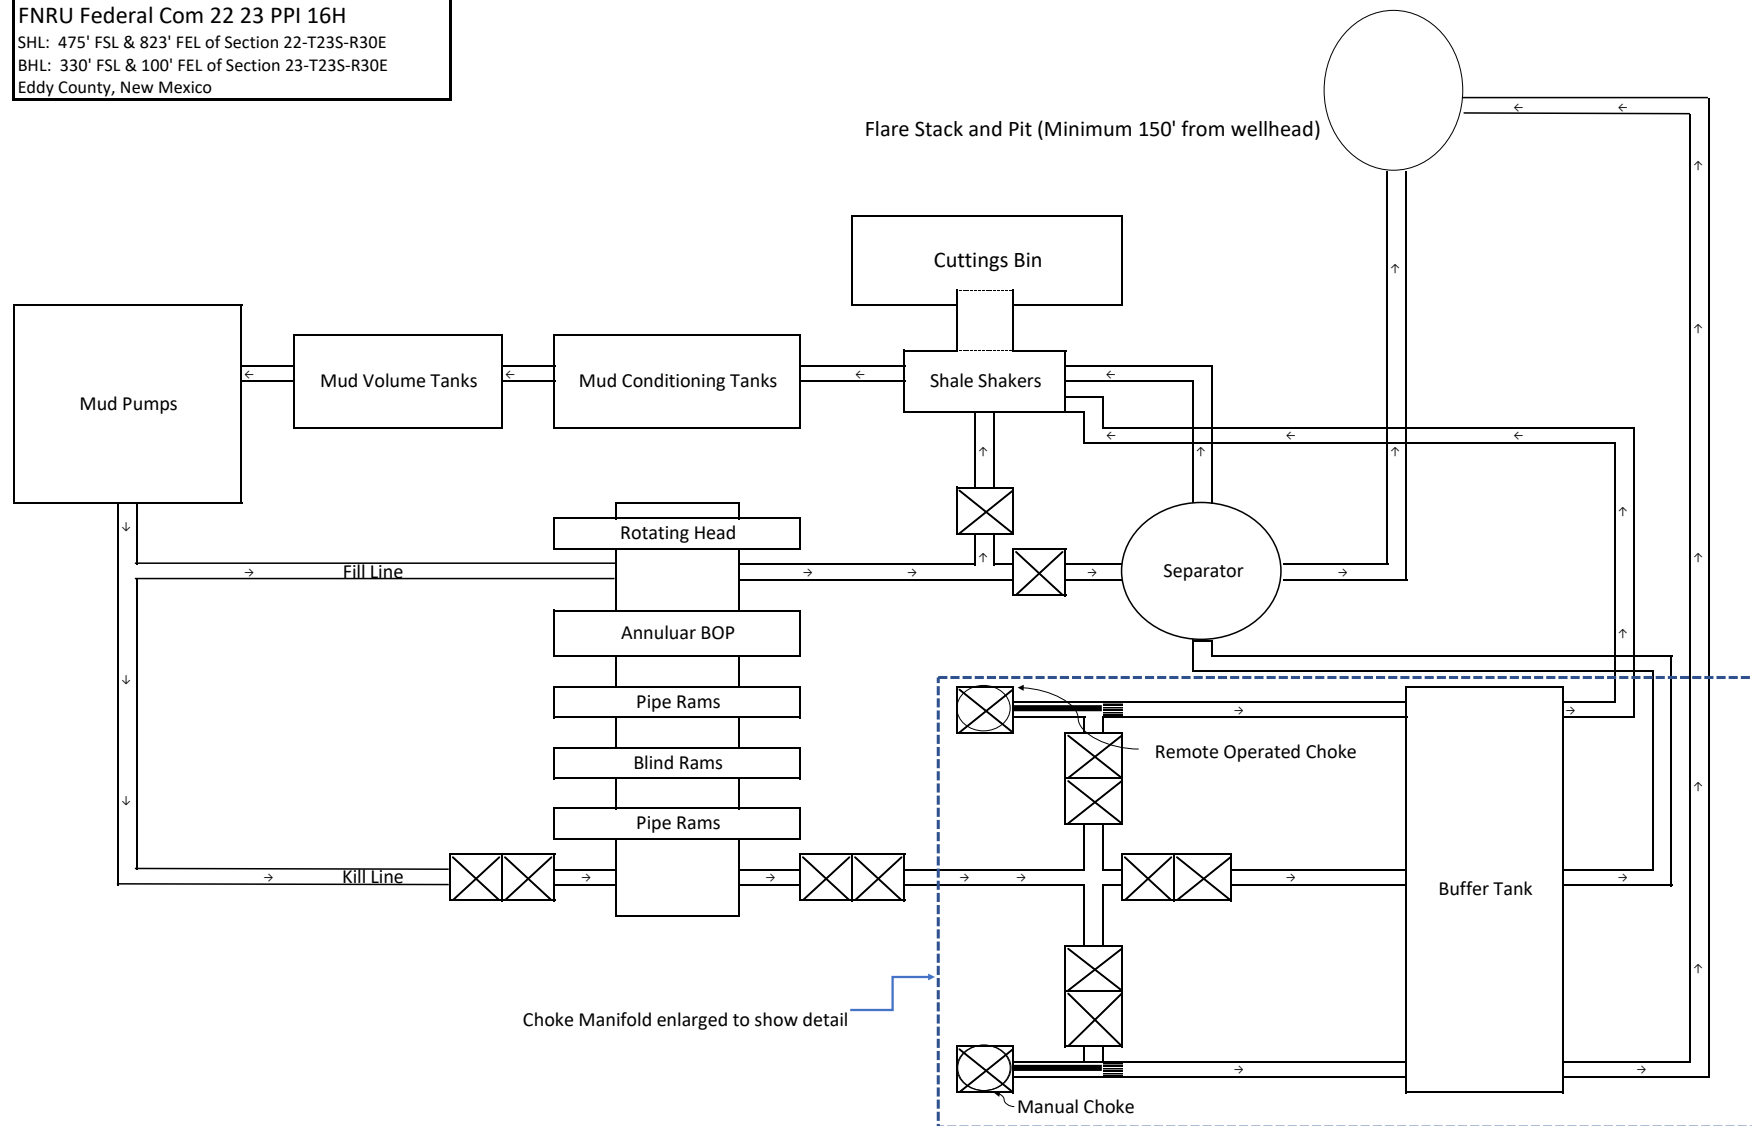 FNRU Federal Com 22 23 PPI 16H
SHL:  475' FSL & 823' FEL of Section 22-T23S-R30E
BHL:  330' FSL & 100' FEL of Section 23-T23S-R30E
Eddy County, New Mexico
Flare Stack and Pit (Minimum 150' from wellhead)
Cuttings Bin
Mud Pumps
Mud Volume Tanks
Mud Conditioning Tanks
Shale Shakers
Rotating Head
Fill Line
Separator
Annuluar BOP
Pipe Rams
Blind Rams
Pipe Rams
Remote Operated Choke
Kill Line
Buffer Tank
Choke Manifold enlarged to show detail
Manual Choke